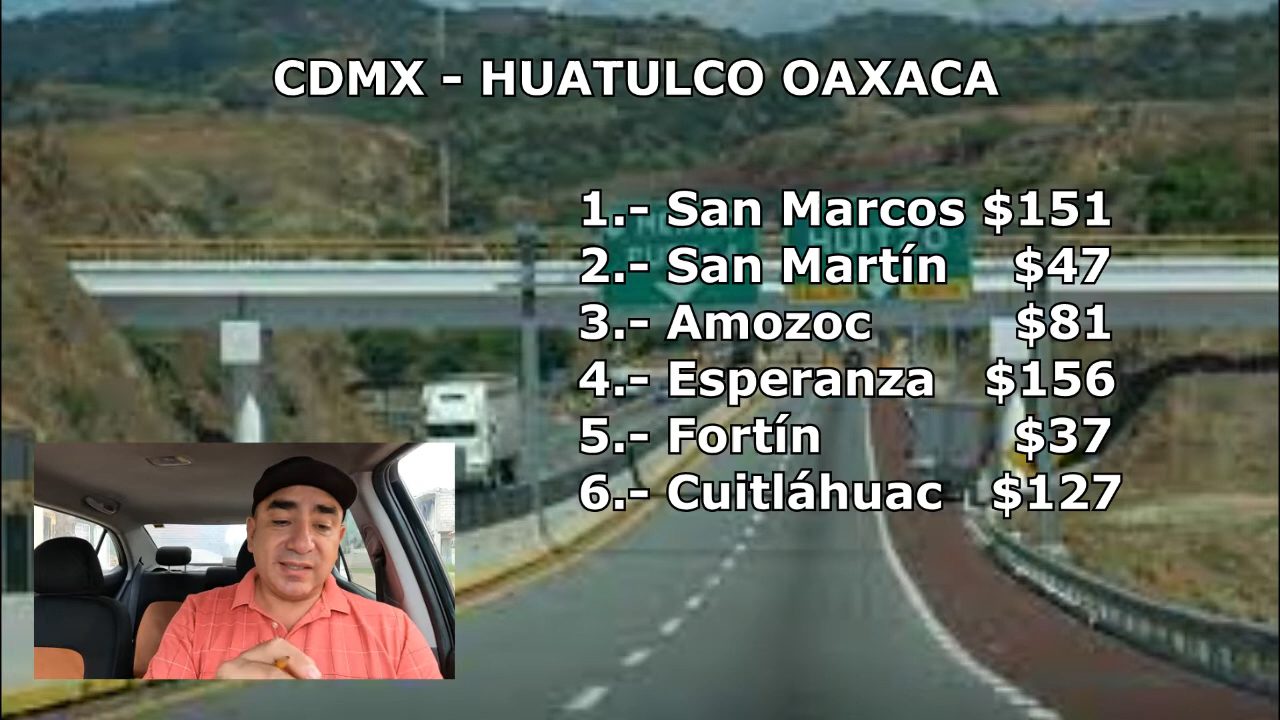 CDMX - HUATULCO OAXACA
1.- San Marcos $151
2.- San Martín $47
3.- Amozoc $81
4.- Esperanza $156
5.- Fortín $37
6.- Cuitláhuac $127